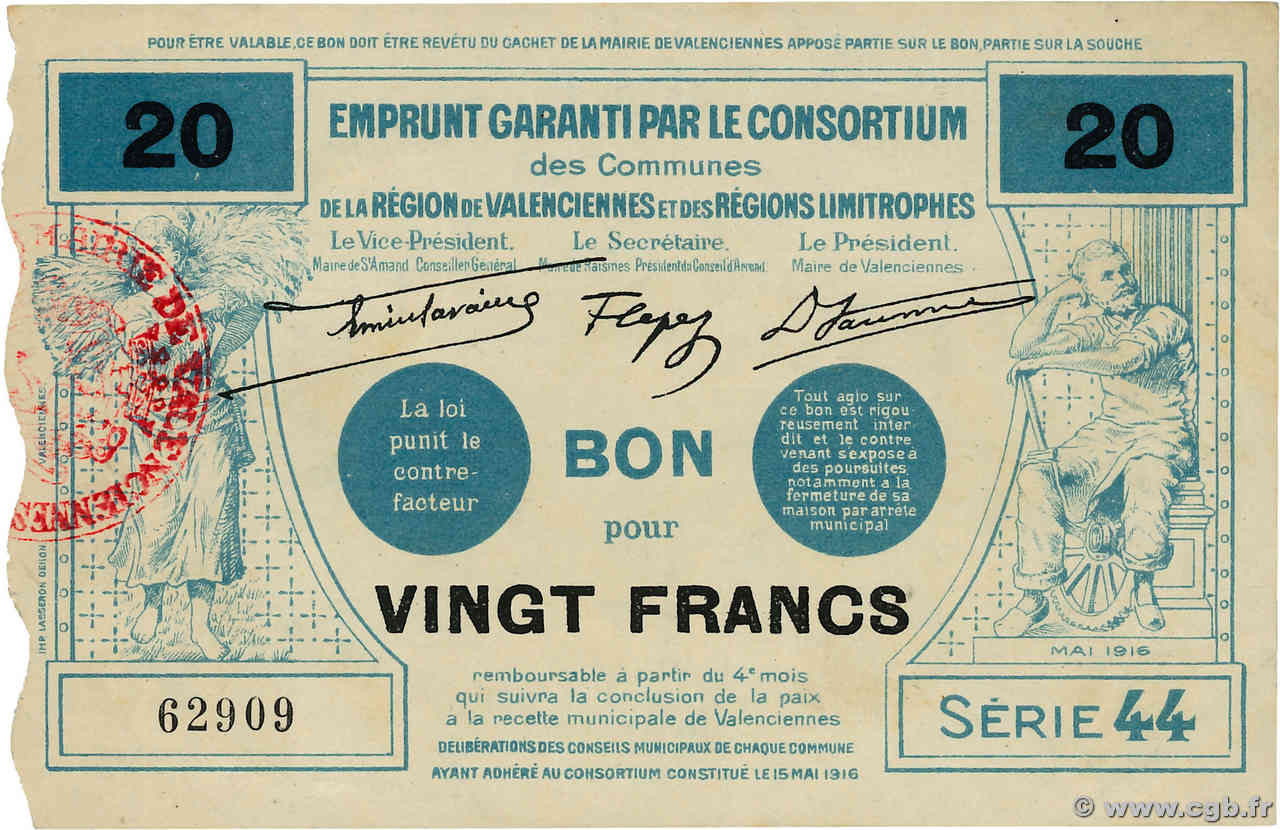 POUR ÊTRE VALABLE, CE BON DOIT ÊTRE REVÊTU DU CACHET DE LA MAIRIE DE VALENCIENNES APPOSÉ PARTIE SUR LE BON, PARTIE SUR LA SOUCHE
20
20
EMPRUNT GARANTI PAR LE CONSORTIUM
des Communes
DE LA RÉGION DE VALENCIENNES ET DES RÉGIONS LIMITROPHES
Le Vice-Président. Le Secrétaire. Le Président.
Maire de St Amand Conseiller Général Maire de Raismes Président du Conseil d'Arrond. Maire de Valenciennes
DE VALENCIENNES
La loi
punit le
contre-
facteur
BON
pour
Tout agio sur
ce bon est rigou
reusement inter
dit et le contre
venant s'expose à
des poursuites,
notamment a la
fermeture de sa
maison par arrêté
municipal
VINGT FRANCS
IMP. LASSERON DERON VALENCIENNES
MAI 1916
remboursable à partir du 4e mois
qui suivra la conclusion de la paix
à la recette municipale de Valenciennes
DELIBÉRATIONS DES CONSEILS MUNICIPAUX DE CHAQUE COMMUNE
AYANT ADHÉRÉ AU CONSORTIUM CONSTITUÉ LE 15 MAI 1916
62909
SÉRIE 44
© www.cgb.fr